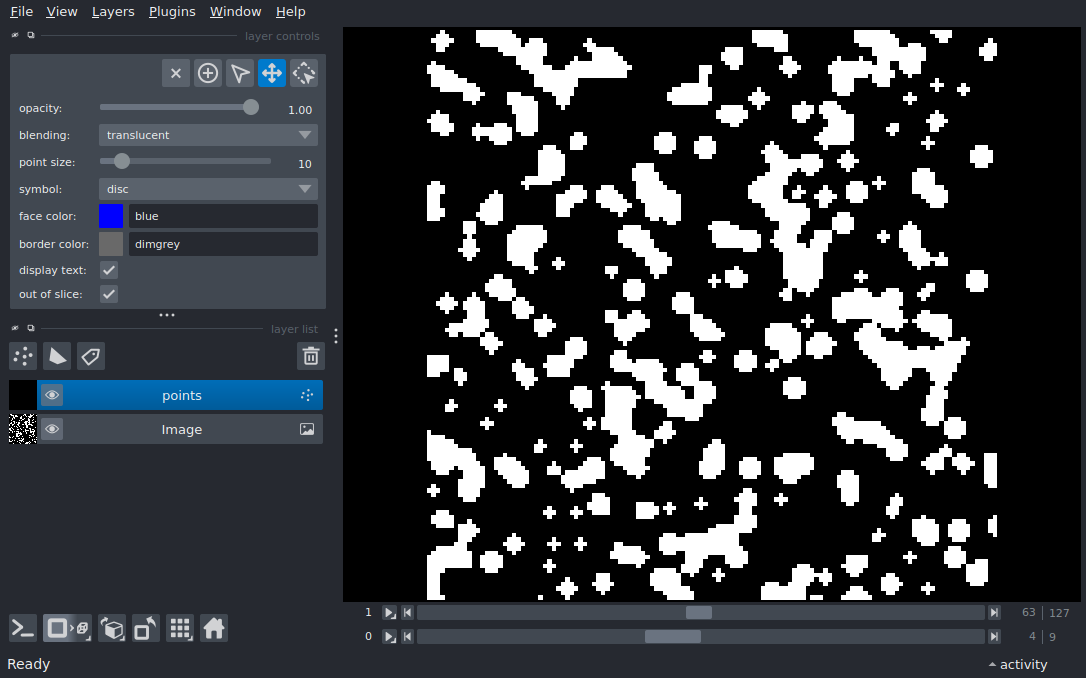 File View Layers Plugins Window Help
layer controls
opacity: 1.00
blending: translucent
point size: 10
symbol: disc
face color: blue
border color: dimgrey
display text:
out of slice:
layer list
points
Image
1 63 127
0 4 9
Ready activity